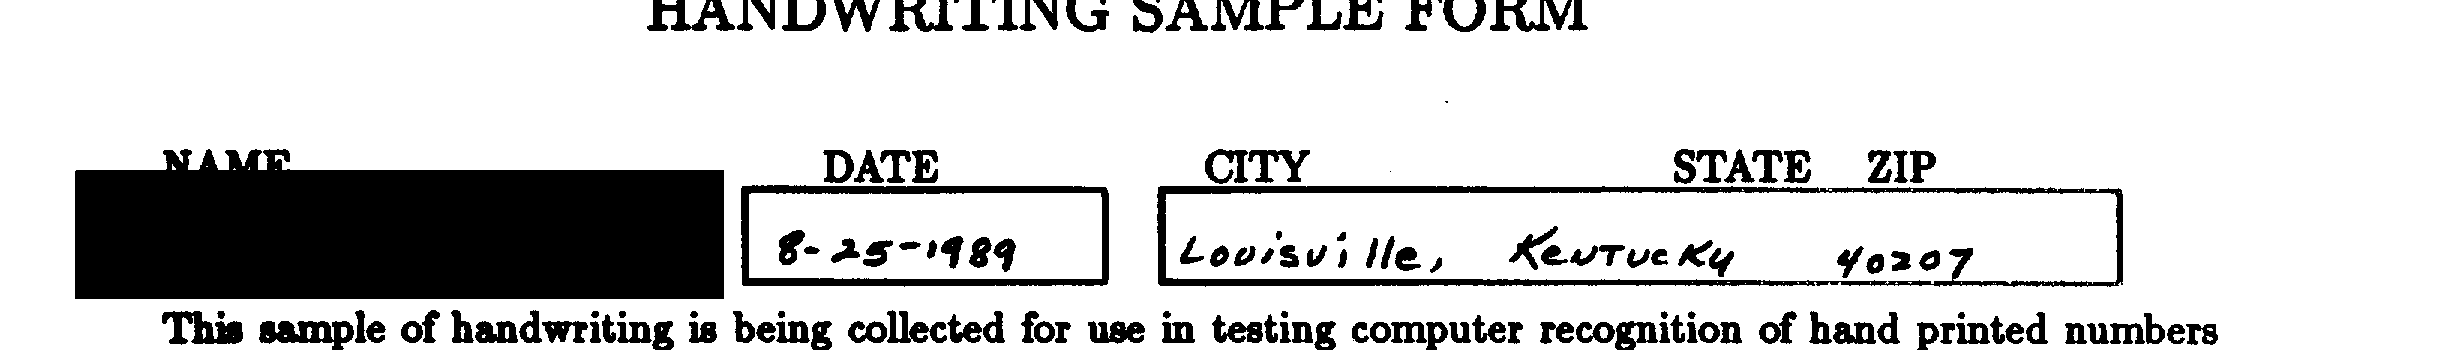 HANDWRITING SAMPLE FORM
NAME DATE CITY STATE ZIP
8-25-1989 Louisville, Kentucky 40207
This sample of handwriting is being collected for use in testing computer recognition of hand printed numbers